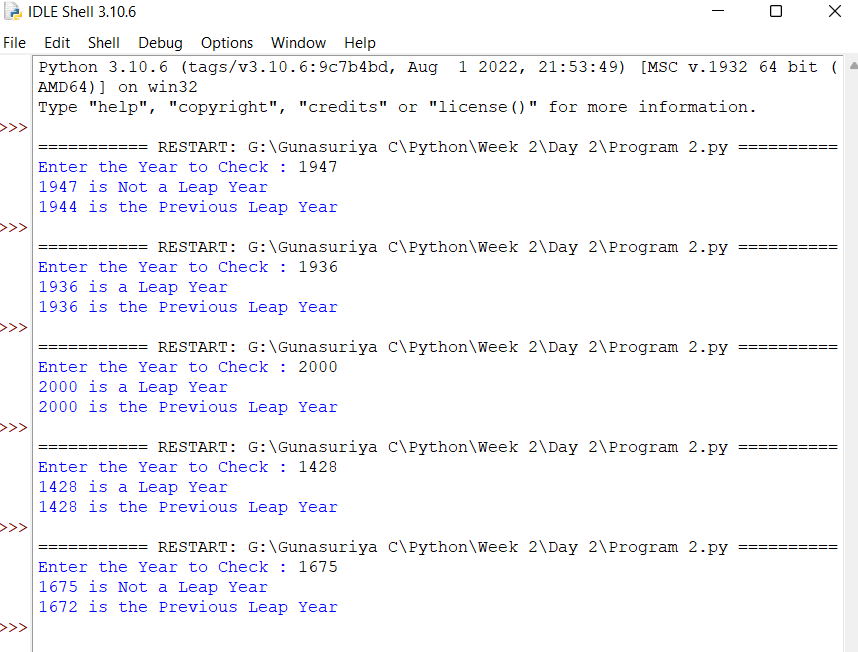 IDLE Shell 3.10.6
File Edit Shell Debug Options Window Help
Python 3.10.6 (tags/v3.10.6:9c7b4bd, Aug  1 2022, 21:53:49) [MSC v.1932 64 bit (
AMD64)] on win32
Type "help", "copyright", "credits" or "license()" for more information.
>>>
=========== RESTART: G:\Gunasuriya C\Python\Week 2\Day 2\Program 2.py ==========
Enter the Year to Check : 1947
1947 is Not a Leap Year
1944 is the Previous Leap Year
>>>
=========== RESTART: G:\Gunasuriya C\Python\Week 2\Day 2\Program 2.py ==========
Enter the Year to Check : 1936
1936 is a Leap Year
1936 is the Previous Leap Year
>>>
=========== RESTART: G:\Gunasuriya C\Python\Week 2\Day 2\Program 2.py ==========
Enter the Year to Check : 2000
2000 is a Leap Year
2000 is the Previous Leap Year
>>>
=========== RESTART: G:\Gunasuriya C\Python\Week 2\Day 2\Program 2.py ==========
Enter the Year to Check : 1428
1428 is a Leap Year
1428 is the Previous Leap Year
>>>
=========== RESTART: G:\Gunasuriya C\Python\Week 2\Day 2\Program 2.py ==========
Enter the Year to Check : 1675
1675 is Not a Leap Year
1672 is the Previous Leap Year
>>>